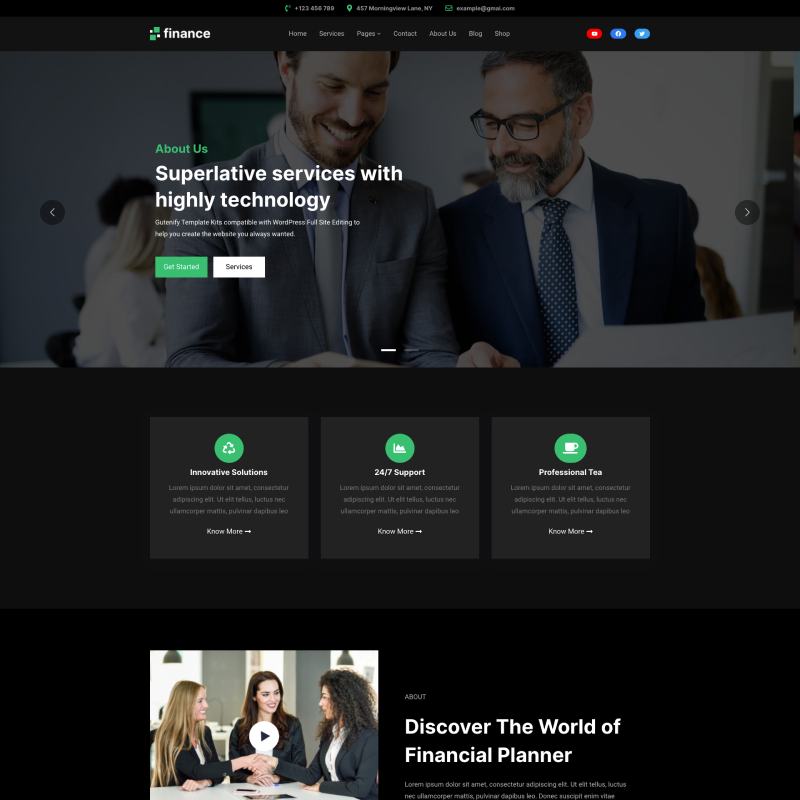 +123 456 789 457 Morningview Lane, NY example@gmai.com
finance Home Services Pages Contact About Us Blog Shop
About Us
Superlative services with
highly technology
Gutenify Template Kits compatible with WordPress Full Site Editing to
help you create the website you always wanted.
Get Started Services
Innovative Solutions
Lorem ipsum dolor sit amet, consectetur
adipiscing elit. Ut elit tellus, luctus nec
ullamcorper mattis, pulvinar dapibus leo
Know More
24/7 Support
Lorem ipsum dolor sit amet, consectetur
adipiscing elit. Ut elit tellus, luctus nec
ullamcorper mattis, pulvinar dapibus leo
Know More
Professional Tea
Lorem ipsum dolor sit amet, consectetur
adipiscing elit. Ut elit tellus, luctus nec
ullamcorper mattis, pulvinar dapibus leo
Know More
ABOUT
Discover The World of
Financial Planner
Lorem ipsum dolor sit amet, consectetur adipiscing elit. Ut elit tellus, luctus
nec ullamcorper mattis, pulvinar dapibus leo. Donec suscipit enim vitae